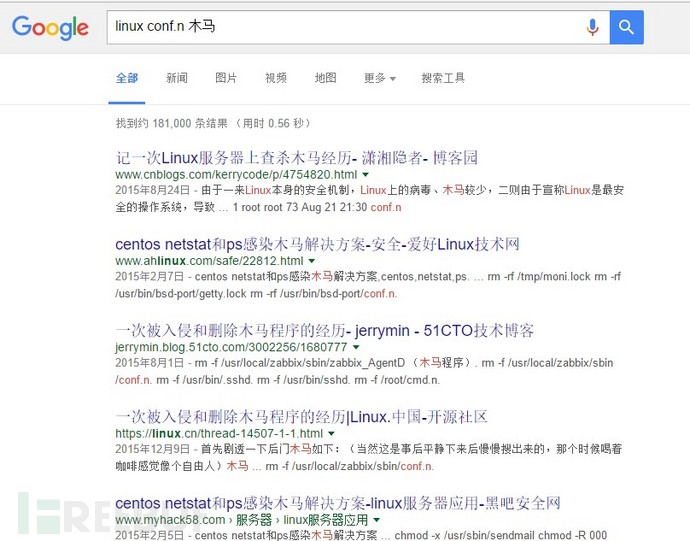 Google
linux conf.n 木马
全部 新闻 图片 视频 地图 更多 搜索工具
找到约 181,000 条结果 （用时 0.56 秒）
记一次Linux服务器上查杀木马经历- 潇湘隐者- 博客园
www.cnblogs.com/kerrycode/p/4754820.html
2015年8月24日 - 由于一来Linux本身的安全机制，Linux上的病毒、木马较少，二则由于宣称Linux是最安
全的操作系统，导致 ... 1 root root 73 Aug 21 21:30 conf.n
centos netstat和ps感染木马解决方案-安全-爱好Linux技术网
www.ahlinux.com/safe/22812.html
2015年2月7日 - centos netstat和ps感染木马解决方案,centos,netstat,ps. ... rm -rf /tmp/moni.lock rm -rf
/usr/bin/bsd-port/getty.lock rm -rf /usr/bin/bsd-port/conf.n.
一次被入侵和删除木马程序的经历- jerrymin - 51CTO技术博客
jerrymin.blog.51cto.com/3002256/1680777
2015年8月1日 - rm -f /usr/local/zabbix/sbin/zabbix_AgentD （木马程序）. rm -f /usr/local/zabbix/sbin
/conf.n. rm -f /usr/bin/.sshd. rm -f /usr/bin/sshd. rm -f /root/cmd.n.
一次被入侵和删除木马程序的经历|Linux.中国-开源社区
https://linux.cn/thread-14507-1-1.html
2015年12月9日 - 首先剧透一下后门木马如下：（当然这是事后平静下来后慢慢搜出来的，那个时候喝着
咖啡感觉像个自由人）木马 ... rm -f /usr/local/zabbix/sbin/conf.n.
centos netstat和ps感染木马解决方案-linux服务器应用-黑吧安全网
www.myhack58.com › 服务器 › linux服务器应用
2015年2月5日 - centos netstat和ps感染木马解决方案 ... chmod -x /usr/sbin/sendmail chmod -R 000